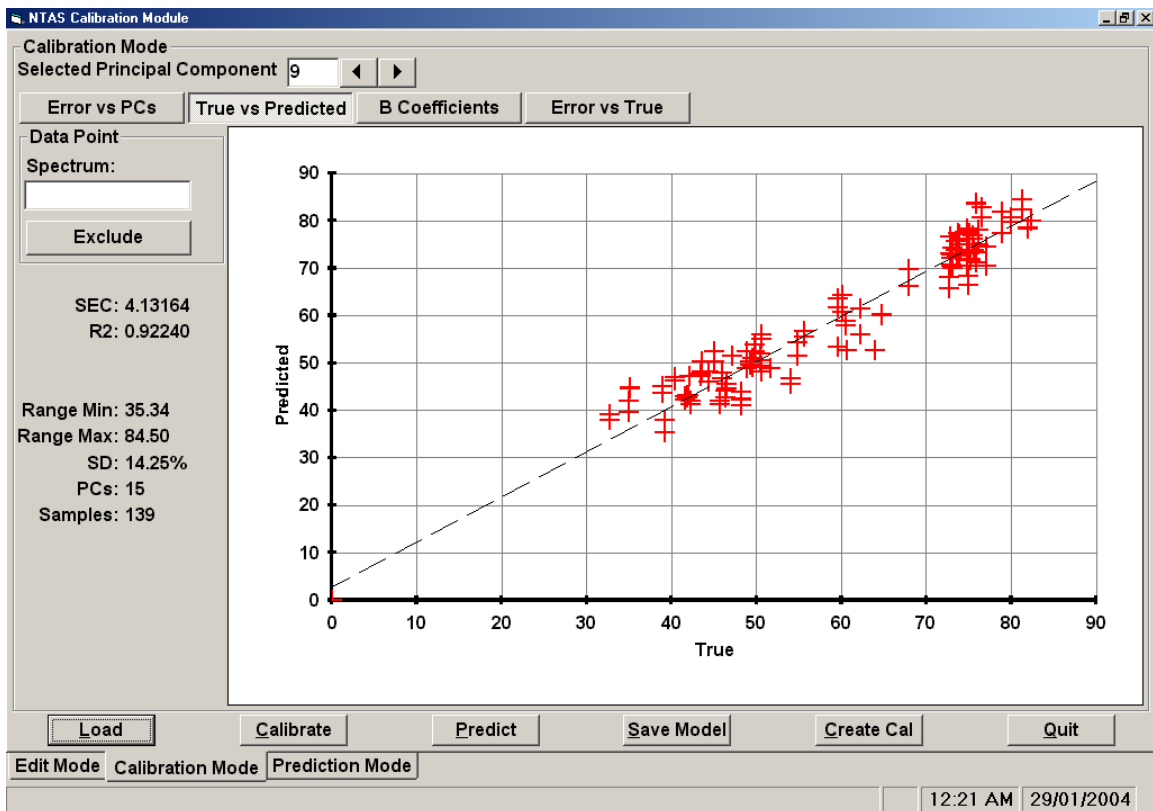 NTAS Calibration Module
Calibration Mode
Selected Principal Component 9
Error vs PCs True vs Predicted B Coefficients Error vs True
Data Point
Spectrum:
Exclude
SEC: 4.13164
R2: 0.92240
Range Min: 35.34
Range Max: 84.50
SD: 14.25%
PCs: 15
Samples: 139
Predicted
90
80
70
60
50
40
30
20
10
0
0 10 20 30 40 50 60 70 80 90
True
Load Calibrate Predict Save Model Create Cal Quit
Edit Mode Calibration Mode Prediction Mode
12:21 AM 29/01/2004